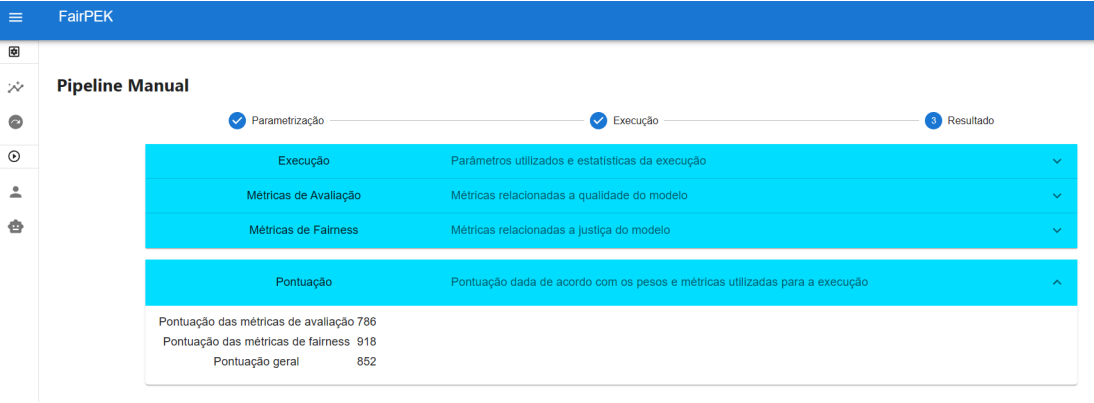 FairPEK
Pipeline Manual
Parametrização Execução 3 Resultado
Execução Parâmetros utilizados e estatísticas da execução
Métricas de Avaliação Métricas relacionadas a qualidade do modelo
Métricas de Fairness Métricas relacionadas a justiça do modelo
Pontuação Pontuação dada de acordo com os pesos e métricas utilizadas para a execução
Pontuação das métricas de avaliação 786
Pontuação das métricas de fairness 918
Pontuação geral 852